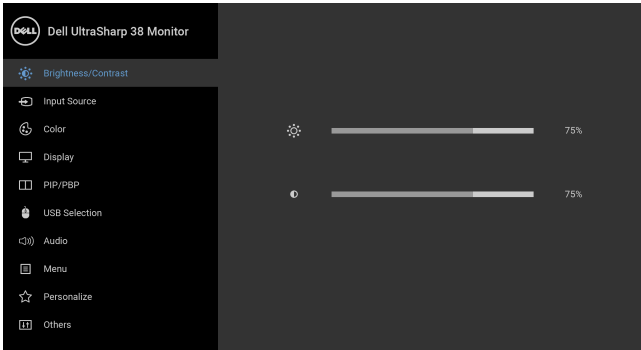 DELL
Dell UltraSharp 38 Monitor
Brightness/Contrast
Input Source
Color
Display
PIP/PBP
USB Selection
Audio
Menu
Personalize
Others
75%
75%